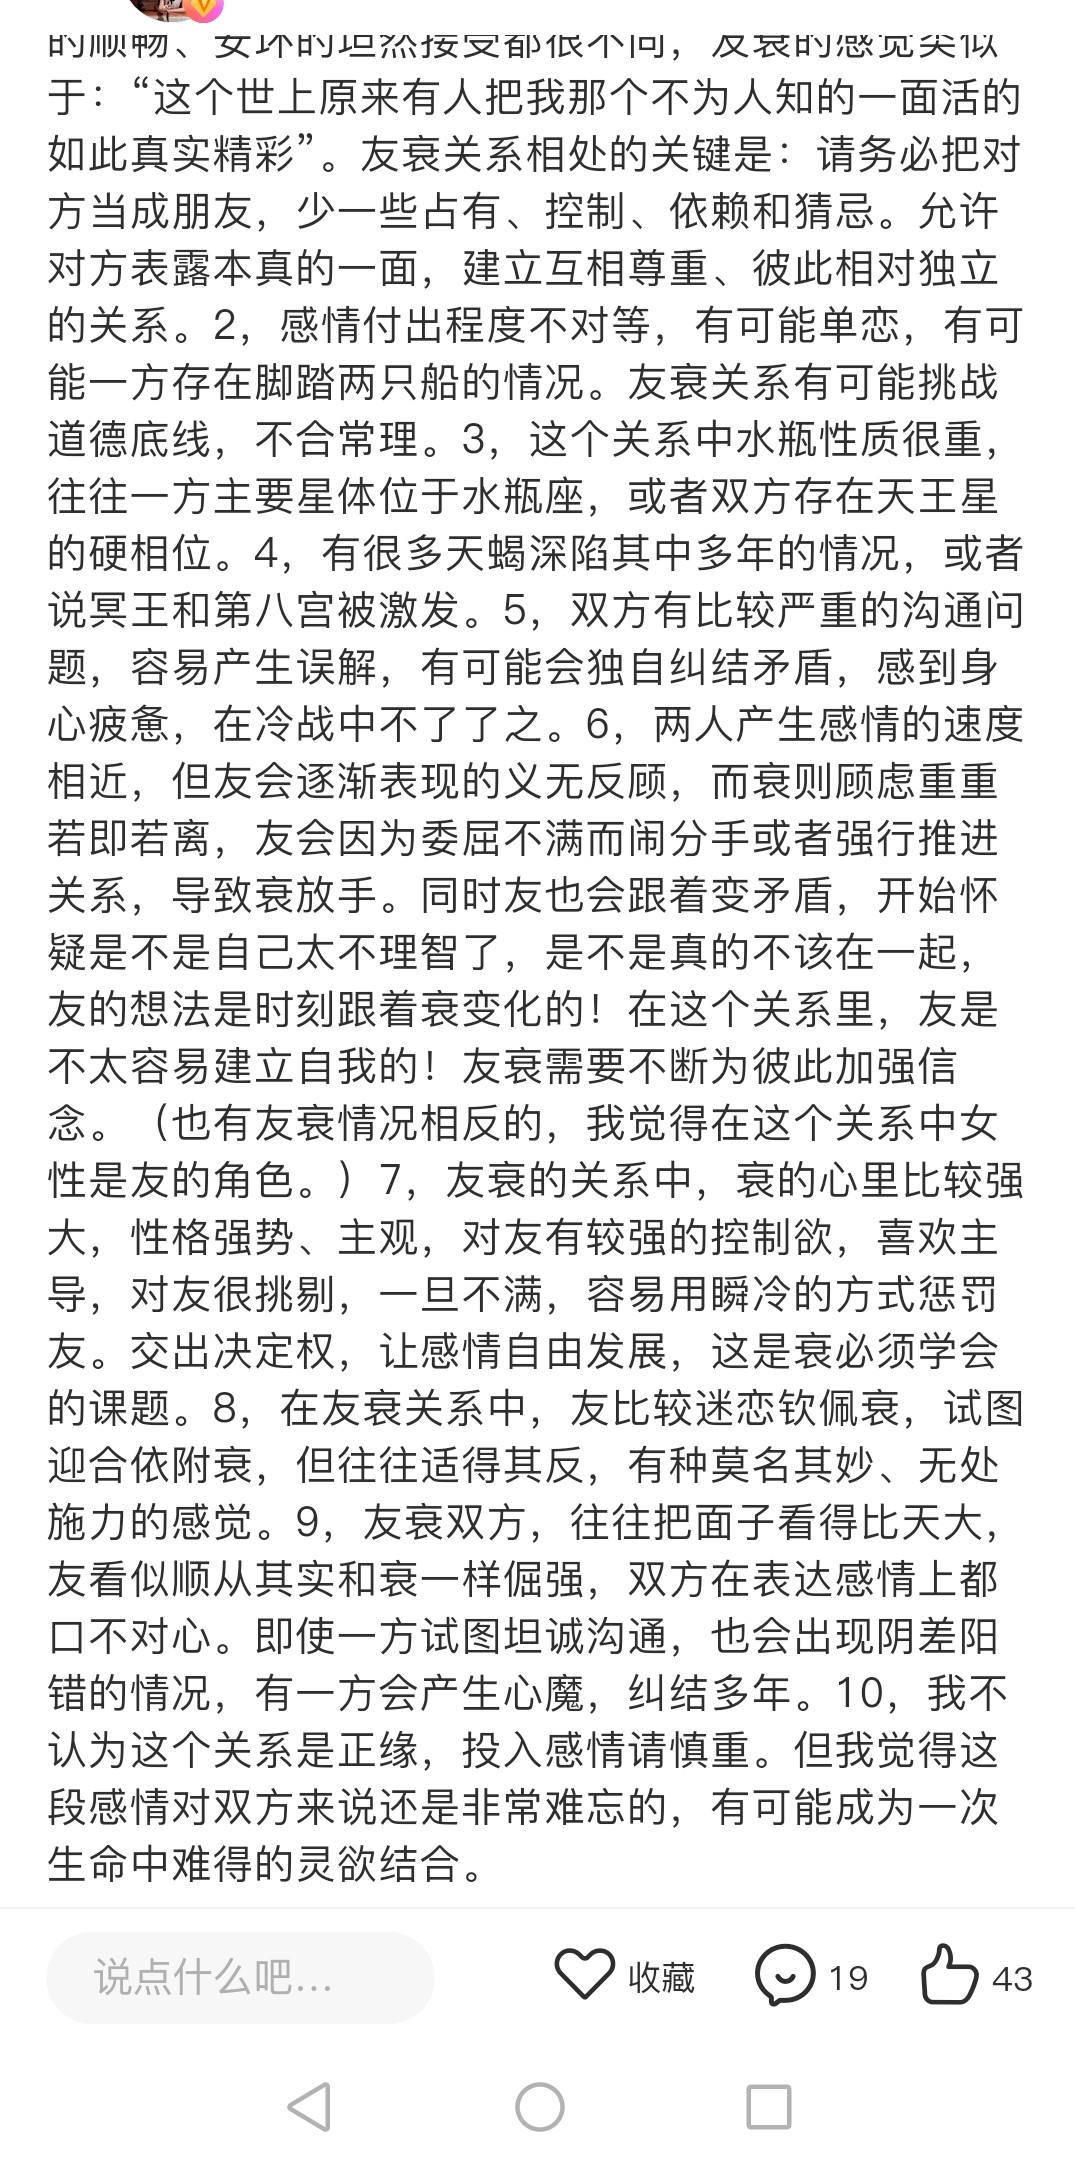 的顺畅、安坏的坦然接受都很不同，友衰的感觉类似
于：“这个世上原来有人把我那个不为人知的一面活的
如此真实精彩”。友衰关系相处的关键是：请务必把对
方当成朋友，少一些占有、控制、依赖和猜忌。允许
对方表露本真的一面，建立互相尊重、彼此相对独立
的关系。2，感情付出程度不对等，有可能单恋，有可
能一方存在脚踏两只船的情况。友衰关系有可能挑战
道德底线，不合常理。3，这个关系中水瓶性质很重，
往往一方主要星体位于水瓶座，或者双方存在天王星
的硬相位。4，有很多天蝎深陷其中多年的情况，或者
说冥王和第八宫被激发。5，双方有比较严重的沟通问
题，容易产生误解，有可能会独自纠结矛盾，感到身
心疲惫，在冷战中不了了之。6，两人产生感情的速度
相近，但友会逐渐表现的义无反顾，而衰则顾虑重重
若即若离，友会因为委屈不满而闹分手或者强行推进
关系，导致衰放手。同时友也会跟着变矛盾，开始怀
疑是不是自己太不理智了，是不是真的不该在一起，
友的想法是时刻跟着衰变化的！在这个关系里，友是
不太容易建立自我的！友衰需要不断为彼此加强信
念。（也有友衰情况相反的，我觉得在这个关系中女
性是友的角色。）7，友衰的关系中，衰的心里比较强
大，性格强势、主观，对友有较强的控制欲，喜欢主
导，对友很挑剔，一旦不满，容易用瞬冷的方式惩罚
友。交出决定权，让感情自由发展，这是衰必须学会
的课题。8，在友衰关系中，友比较迷恋钦佩衰，试图
迎合依附衰，但往往适得其反，有种莫名其妙、无处
施力的感觉。9，友衰双方，往往把面子看得比天大，
友看似顺从其实和衰一样倔强，双方在表达感情上都
口不对心。即使一方试图坦诚沟通，也会出现阴差阳
错的情况，有一方会产生心魔，纠结多年。10，我不
认为这个关系是正缘，投入感情请慎重。但我觉得这
段感情对双方来说还是非常难忘的，有可能成为一次
生命中难得的灵欲结合。
说点什么吧... 收藏 19 43